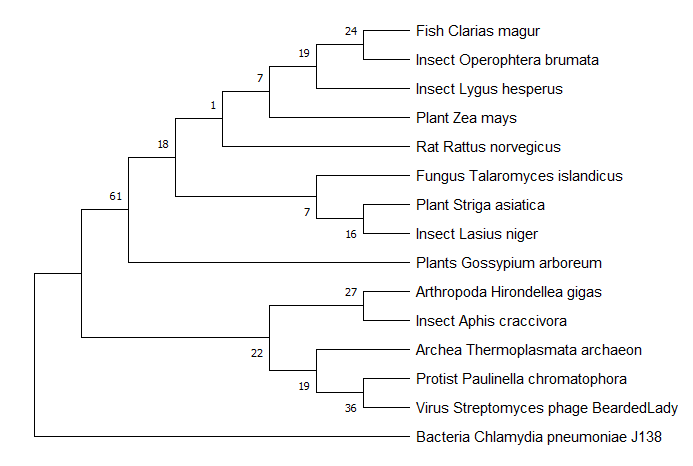 24
Fish Clarias magur
19
Insect Operophtera brumata
7
Insect Lygus hesperus
1
Plant Zea mays
18
Rat Rattus norvegicus
61
Fungus Talaromyces islandicus
7
Plant Striga asiatica
16
Insect Lasius niger
Plants Gossypium arboreum
27
Arthropoda Hirondellea gigas
Insect Aphis craccivora
22
Archea Thermoplasmata archaeon
19
Protist Paulinella chromatophora
36
Virus Streptomyces phage BeardedLady
Bacteria Chlamydia pneumoniae J138